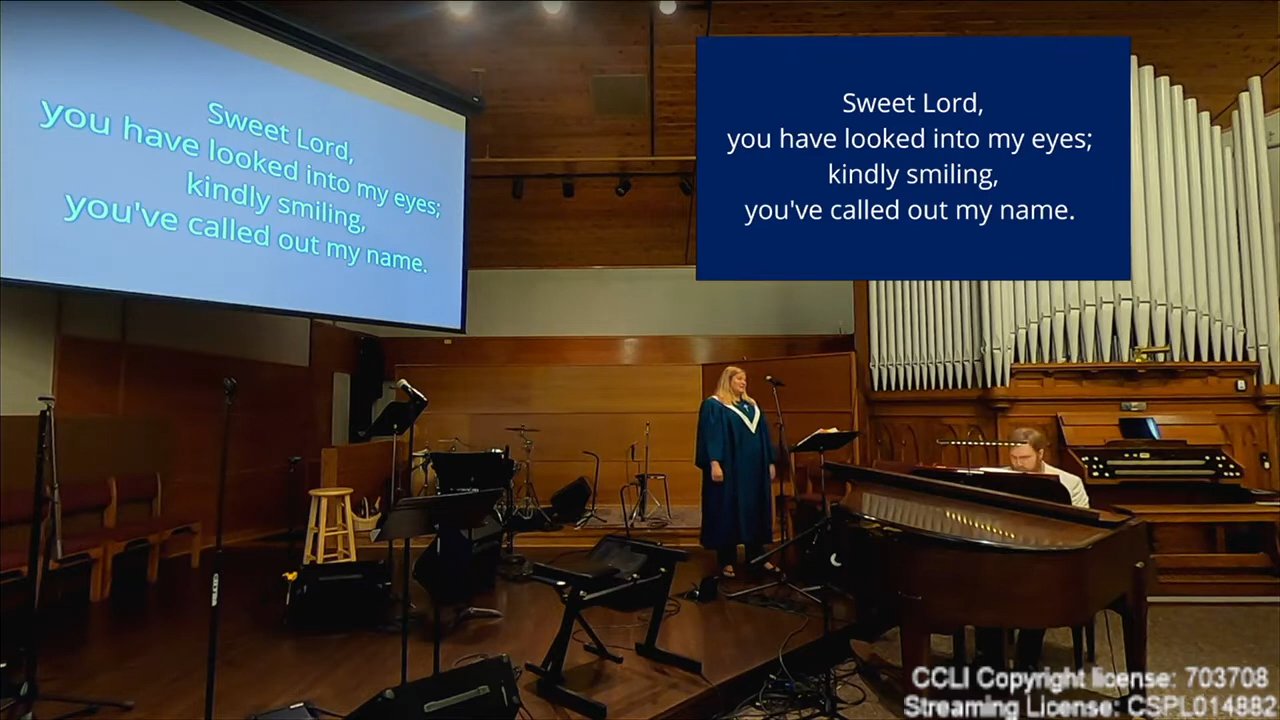 Sweet Lord,
you have looked into my eyes;
kindly smiling,
you've called out my name.
Sweet Lord,
you have looked into my eyes;
kindly smiling,
you've called out my name.
CCLI Copyright license: 703708
Streaming License: CSPL014882